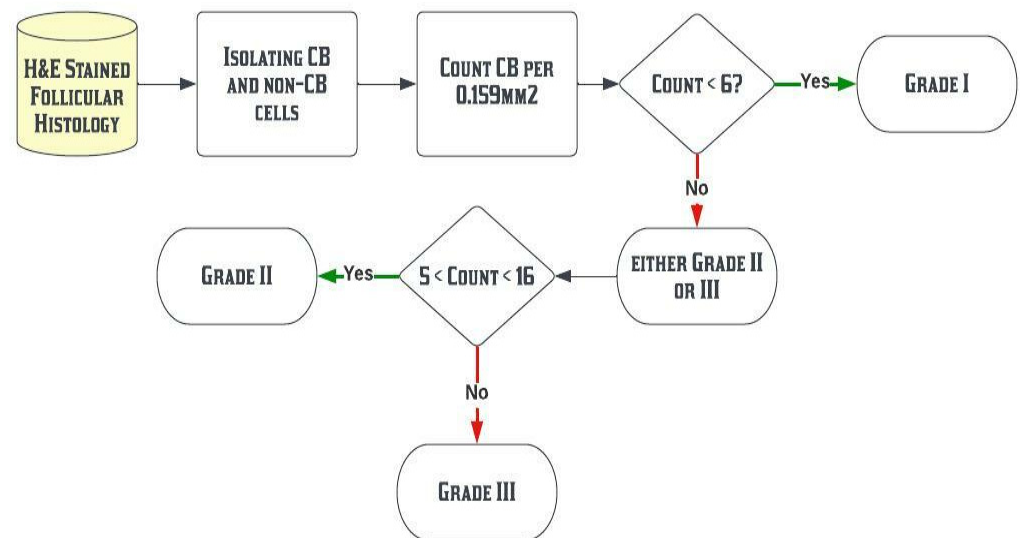 H&E Stained
Follicular
Histology
Isolating CB
and non-CB
cells
Count CB per
0.159mm2
Count < 6?
Yes
Grade I
No
either Grade II
or III
5 < Count < 16
Yes
Grade II
No
Grade III